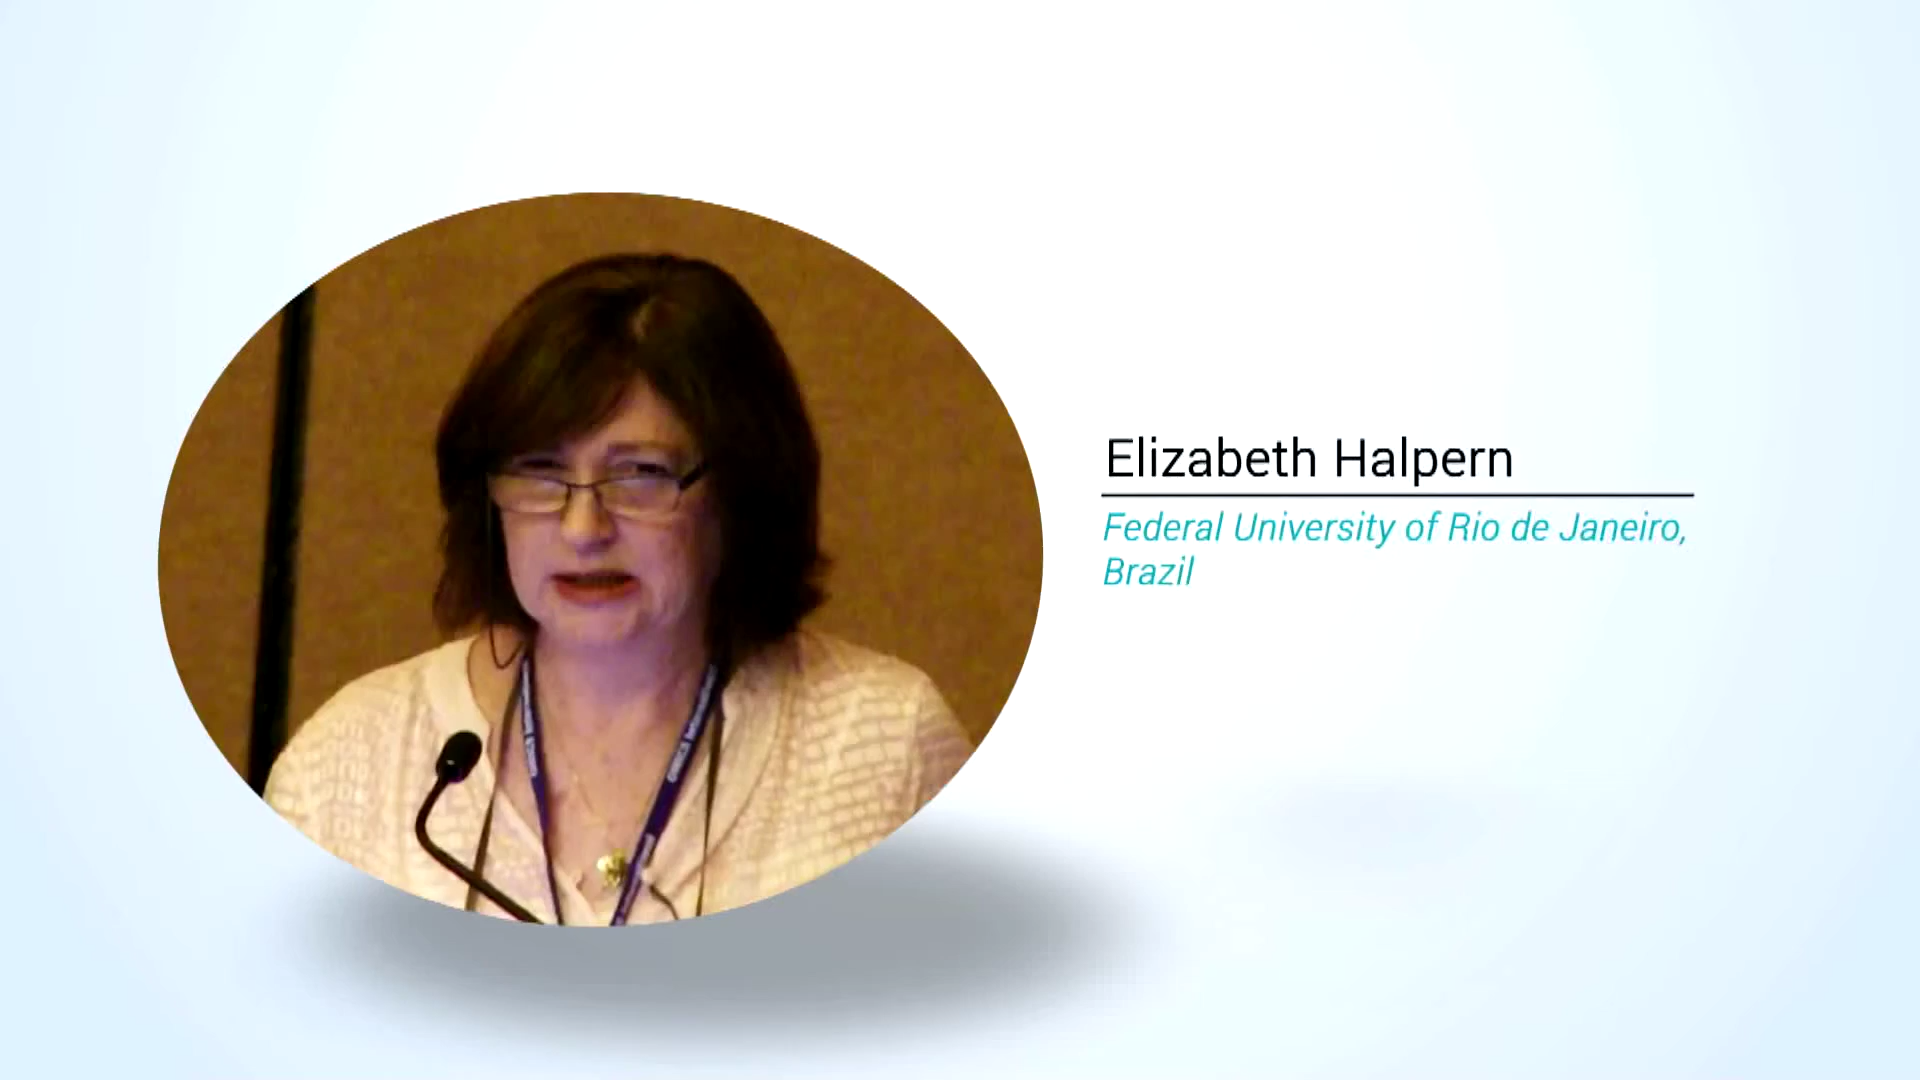 Elizabeth Halpern
Federal University of Rio de Janeiro,
Brazil